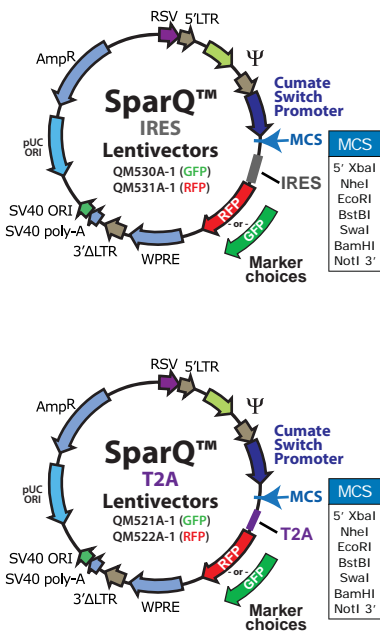 RSV 5'LTR
AmpR
Ψ
Cumate
Switch
Promoter
SparQ™
IRES
Lentivectors
QM530A-1 (GFP)
QM531A-1 (RFP)
pUC
ORI
MCS
IRES
SV40 ORI
SV40 poly-A
3'ΔLTR
WPRE
RFP
- or -
GFP
Marker
choices
MCS
5' XbaI
NheI
EcoRI
BstBI
SwaI
BamHI
NotI 3'
RSV 5'LTR
AmpR
Ψ
Cumate
Switch
Promoter
SparQ™
T2A
Lentivectors
QM521A-1 (GFP)
QM522A-1 (RFP)
pUC
ORI
MCS
T2A
SV40 ORI
SV40 poly-A
3'ΔLTR
WPRE
RFP
- or -
GFP
Marker
choices
MCS
5' XbaI
NheI
EcoRI
BstBI
SwaI
BamHI
NotI 3'